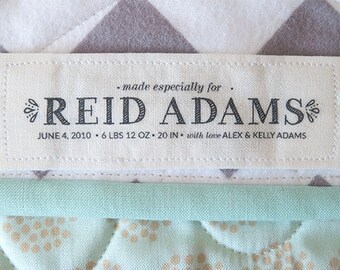 · made especially for ·
REID ADAMS
JUNE 4, 2010 • 6 LBS 12 OZ • 20 IN • with love ALEX & KELLY ADAMS